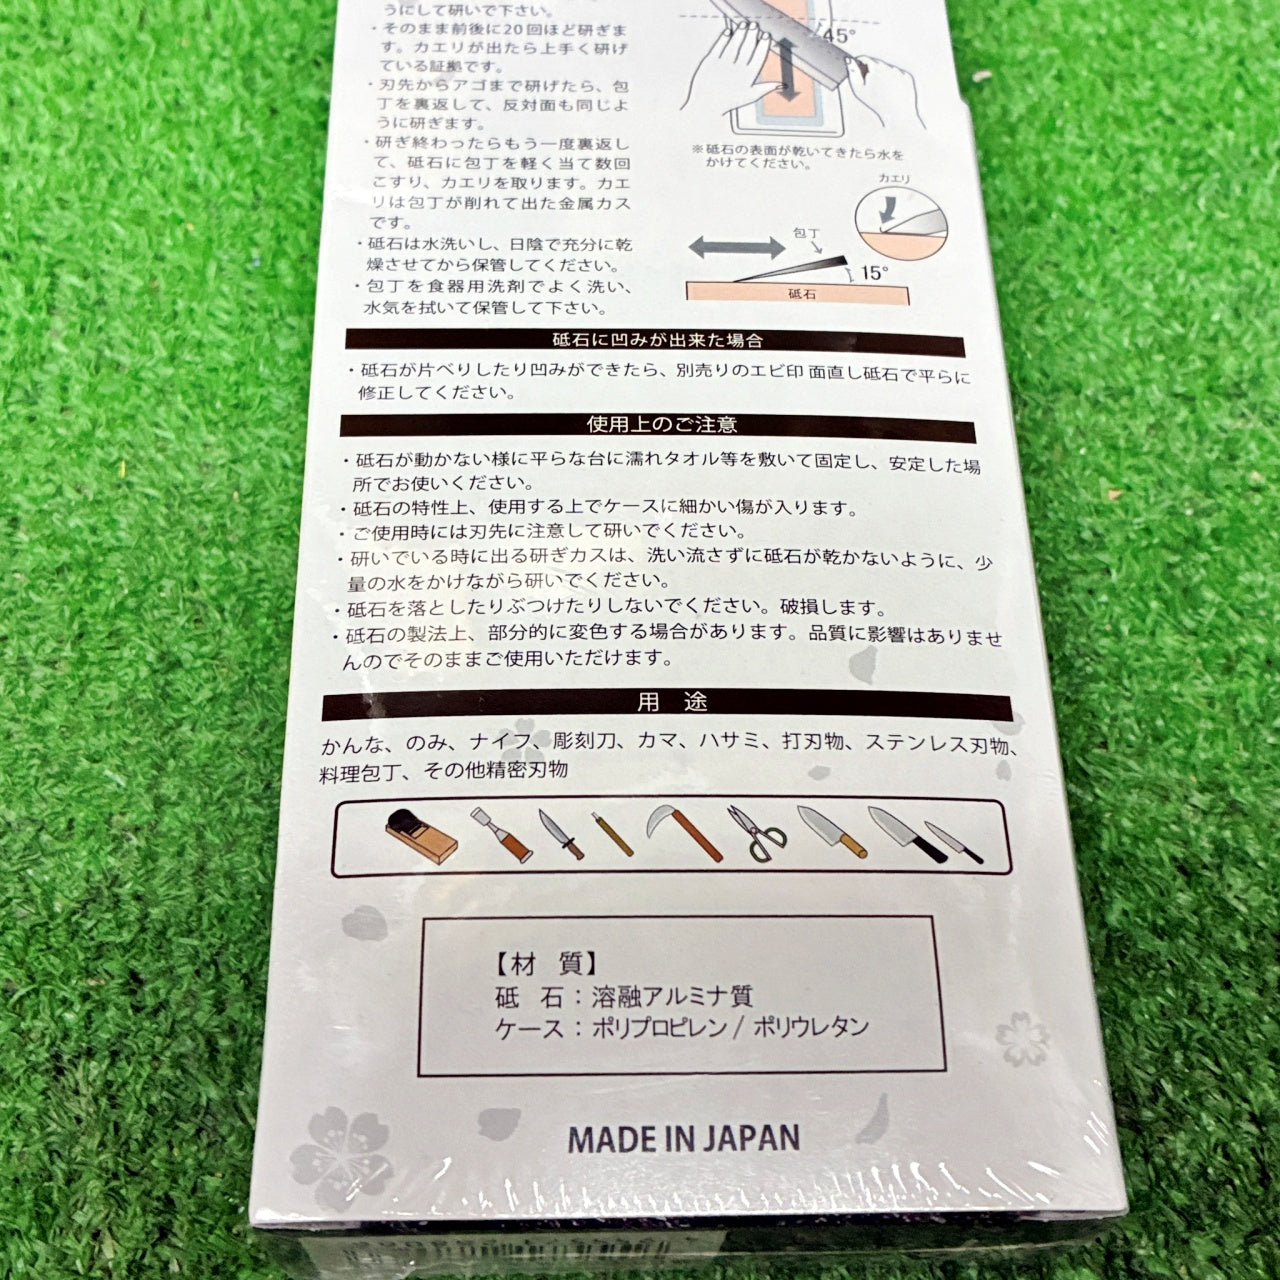 うにして研いで下さい。
・そのまま前後に20回ほど研ぎま
す。カエリが出たら上手く研げ
ている証拠です。
・刃先からアゴまで研げたら、包
丁を裏返して、反対面も同じよ
うに研ぎます。
・研ぎ終わったらもう一度裏返し
て、砥石に包丁を軽く当て数回
こすり、カエリを取ります。カエ
リは包丁が削れて出た金属カス
です。
・砥石は水洗いし、日陰で充分に乾
燥させてから保管してください。
・包丁を食器用洗剤でよく洗い、
水気を拭いて保管して下さい。
45°
※砥石の表面が乾いてきたら水を
かけてください。
カエリ
包丁
15°
砥石
砥石に凹みが出来た場合
・砥石が片べりしたり凹みができたら、別売りのエビ印 面直し砥石で平らに
修正してください。
使用上のご注意
・砥石が動かない様に平らな台に濡れタオル等を敷いて固定し、安定した場
所でお使いください。
・砥石の特性上、使用する上でケースに細かい傷が入ります。
・ご使用時には刃先に注意して研いでください。
・研いでいる時に出る研ぎカスは、洗い流さずに砥石が乾かないように、少
量の水をかけながら研いでください。
・砥石を落としたりぶつけたりしないでください。破損します。
・砥石の製法上、部分的に変色する場合があります。品質に影響はありませ
んのでそのままご使用いただけます。
用 途
かんな、のみ、ナイフ、彫刻刀、カマ、ハサミ、打刃物、ステンレス刃物、
料理包丁、その他精密刃物
【材 質】
砥 石：溶融アルミナ質
ケース：ポリプロピレン / ポリウレタン
MADE IN JAPAN